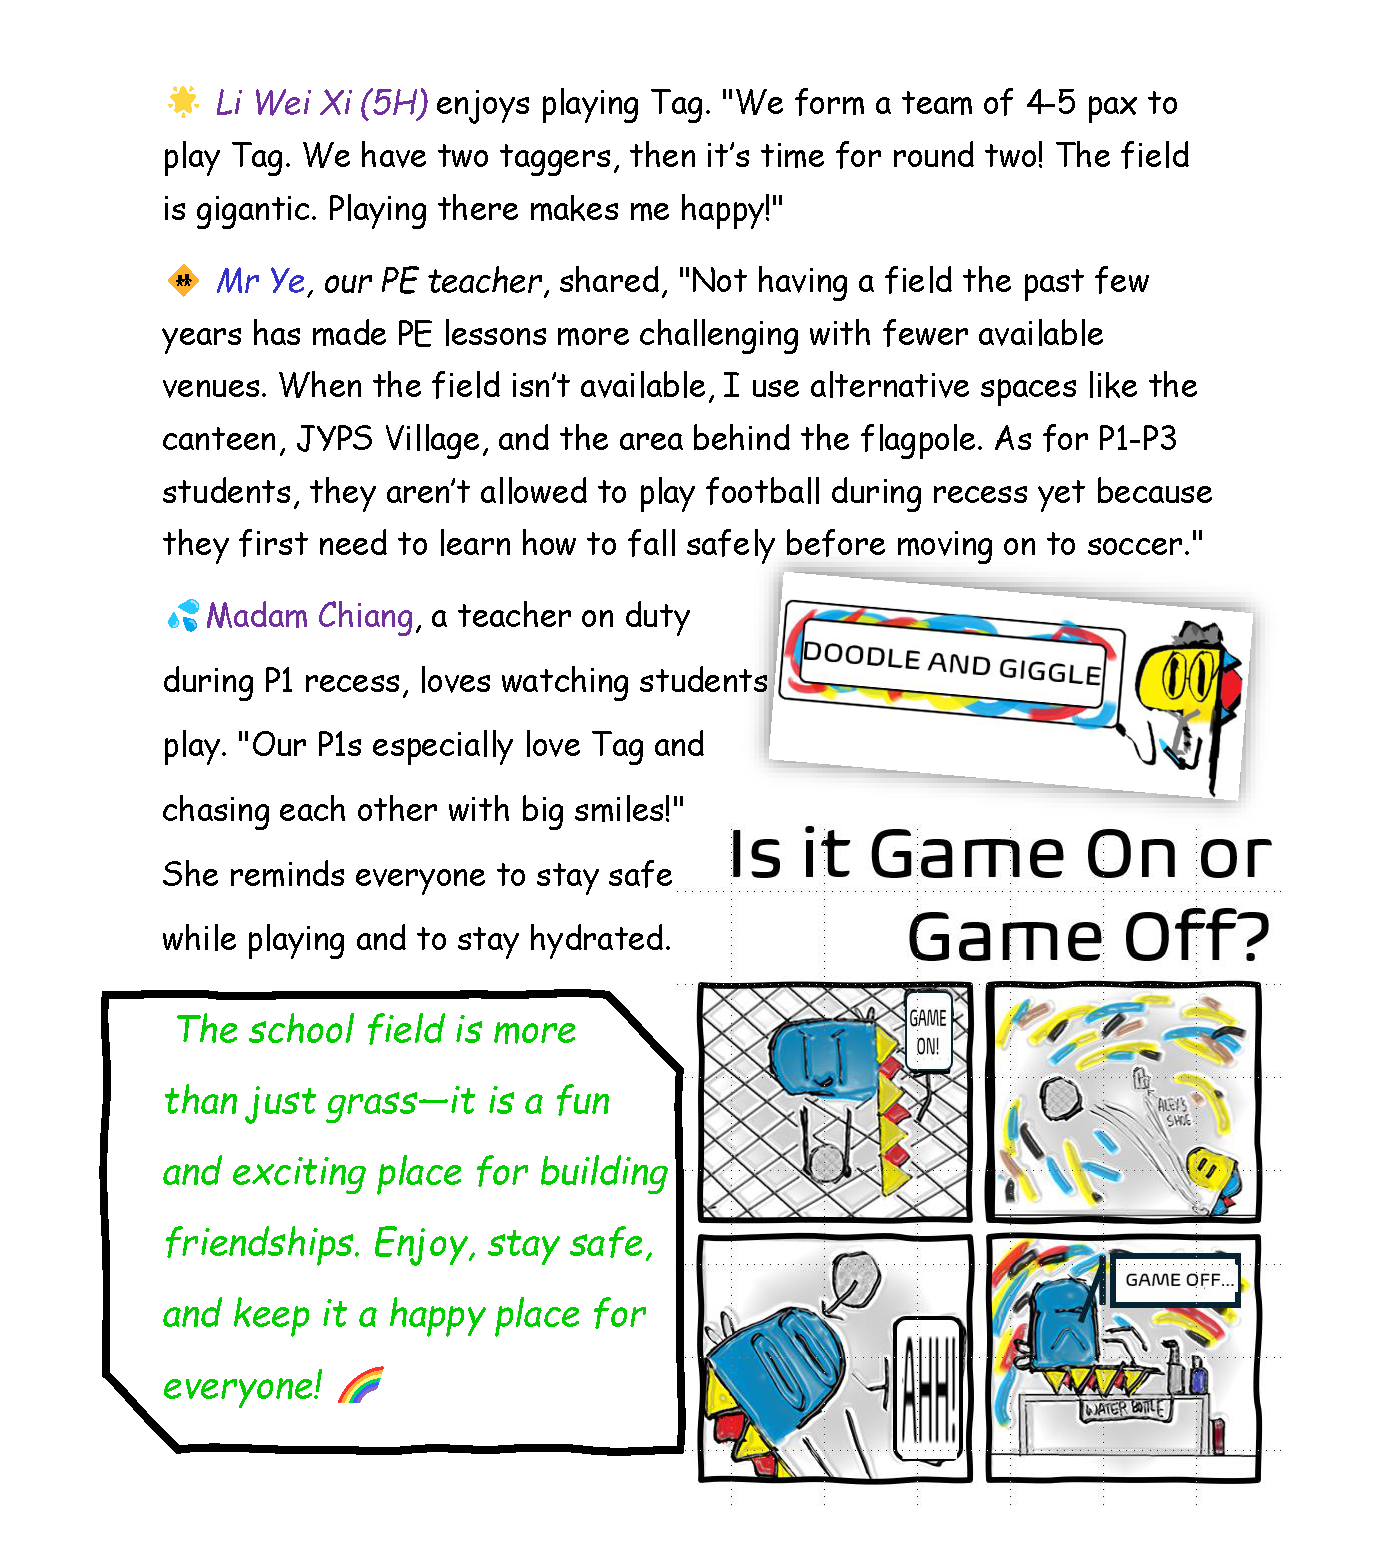 🌟 Li Wei Xi (5H) enjoys playing Tag. "We form a team of 4-5 pax to
play Tag. We have two taggers, then it’s time for round two! The field
is gigantic. Playing there makes me happy!"
🚸 Mr Ye, our PE teacher, shared, "Not having a field the past few
years has made PE lessons more challenging with fewer available
venues. When the field isn’t available, I use alternative spaces like the
canteen, JYPS Village, and the area behind the flagpole. As for P1-P3
students, they aren’t allowed to play football during recess yet because
they first need to learn how to fall safely before moving on to soccer."
💦 Madam Chiang, a teacher on duty
during P1 recess, loves watching students
play. "Our P1s especially love Tag and
chasing each other with big smiles!"
She reminds everyone to stay safe
while playing and to stay hydrated.
The school field is more
than just grass—it is a fun
and exciting place for building
friendships. Enjoy, stay safe,
and keep it a happy place for
everyone! 🌈
DOODLE AND GIGGLE
Is it Game On or
Game Off?
GAME
ON!
ALEX'S
SHOE
AHH!
GAME OFF...
WATER BOTTLE